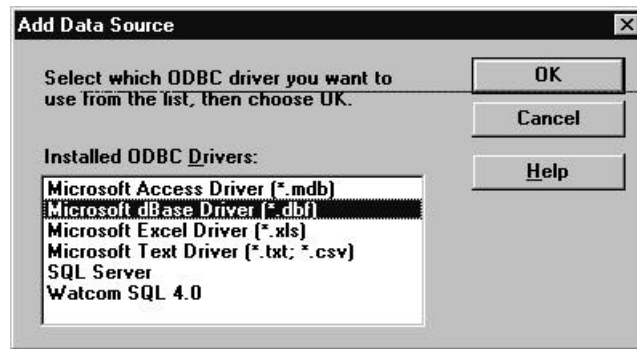 Add Data Source
Select which ODBC driver you want to
use from the list, then choose OK.
OK
Cancel
Help
Installed ODBC Drivers:
Microsoft Access Driver (*.mdb)
Microsoft dBase Driver (*.dbf)
Microsoft Excel Driver (*.xls)
Microsoft Text Driver (*.txt; *.csv)
SQL Server
Watcom SQL 4.0